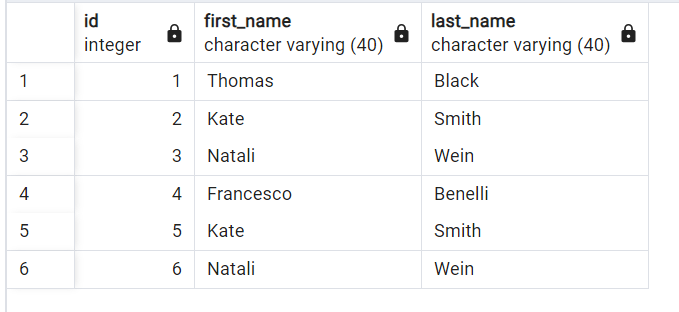 id first_name last_name
integer character varying (40) character varying (40)
1 1 Thomas Black
2 2 Kate Smith
3 3 Natali Wein
4 4 Francesco Benelli
5 5 Kate Smith
6 6 Natali Wein